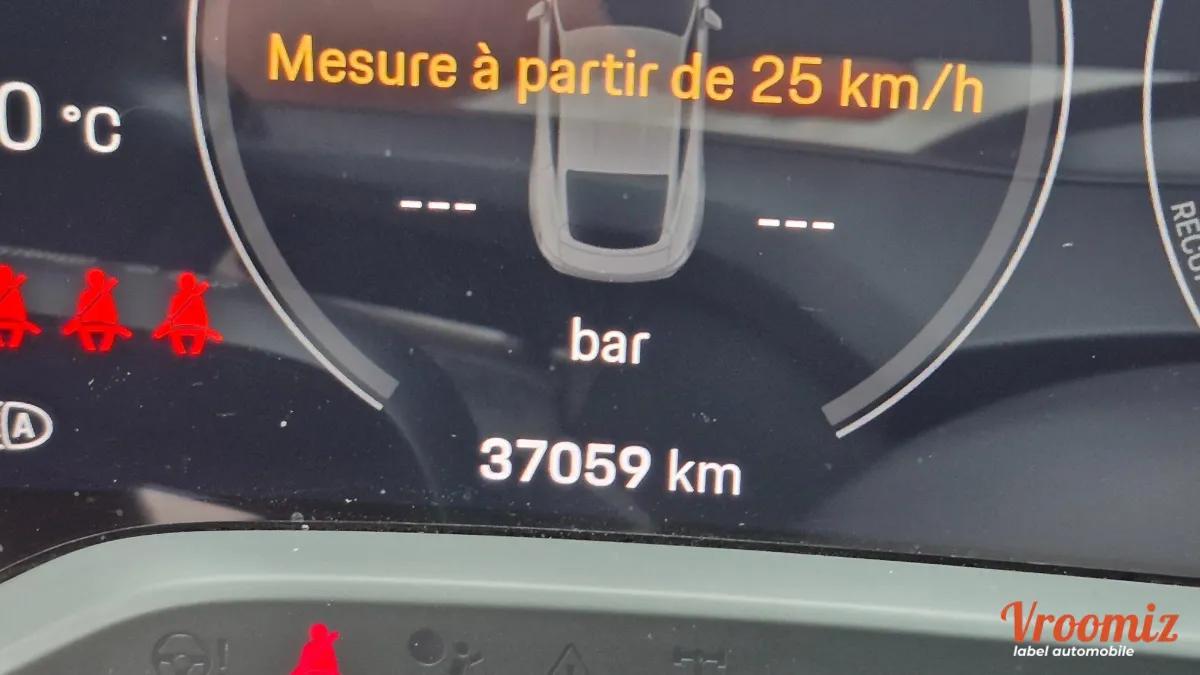 Mesure à partir de 25 km/h
0 °C
--- ---
bar
A
37059 km
Vroomiz
label automobile